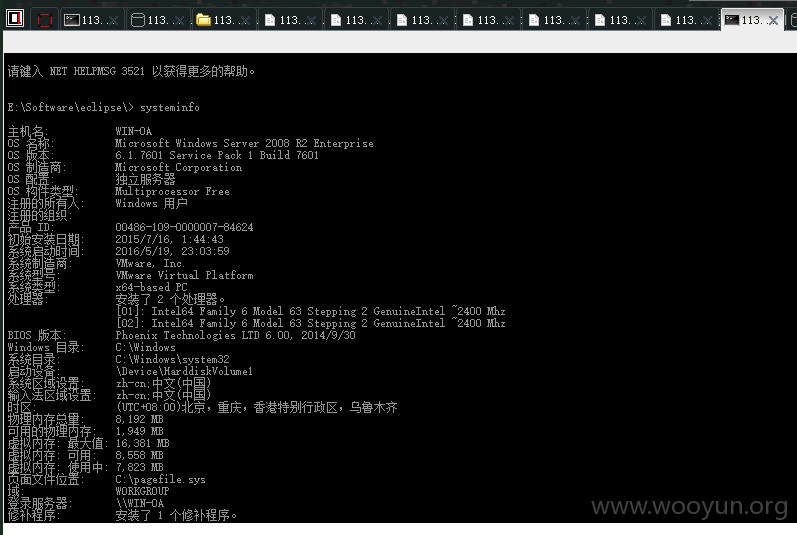 113. ..
113. ..
113. ..
113. ..
113. ..
113. ..
113. ..
113. ..
113. ..
113. ..
113. ..
请键入 NET HELPMSG 3521 以获得更多的帮助。
E:\Software\eclipse\> systeminfo
主机名: WIN-OA
OS 名称: Microsoft Windows Server 2008 R2 Enterprise
OS 版本: 6.1.7601 Service Pack 1 Build 7601
OS 制造商: Microsoft Corporation
OS 配置: 独立服务器
OS 构件类型: Multiprocessor Free
注册的所有人: Windows 用户
注册的组织:
产品 ID: 00486-109-0000007-84624
初始安装日期: 2015/7/16, 1:44:43
系统启动时间: 2016/5/19, 23:03:59
系统制造商: VMware, Inc.
系统型号: VMware Virtual Platform
系统类型: x64-based PC
处理器: 安装了 2 个处理器。
[01]: Intel64 Family 6 Model 63 Stepping 2 GenuineIntel ~2400 Mhz
[02]: Intel64 Family 6 Model 63 Stepping 2 GenuineIntel ~2400 Mhz
BIOS 版本: Phoenix Technologies LTD 6.00, 2014/9/30
Windows 目录: C:\Windows
系统目录: C:\Windows\system32
启动设备: \Device\HarddiskVolume1
系统区域设置: zh-cn;中文(中国)
输入法区域设置: zh-cn;中文(中国)
时区: (UTC+08:00)北京，重庆，香港特别行政区，乌鲁木齐
物理内存总量: 8,192 MB
可用的物理内存: 1,949 MB
虚拟内存: 最大值: 16,381 MB
虚拟内存: 可用: 8,558 MB
虚拟内存: 使用中: 7,823 MB
页面文件位置: C:\pagefile.sys
域: WORKGROUP
登录服务器: \\WIN-OA
修补程序: 安装了 1 个修补程序。
www.wooyun.org